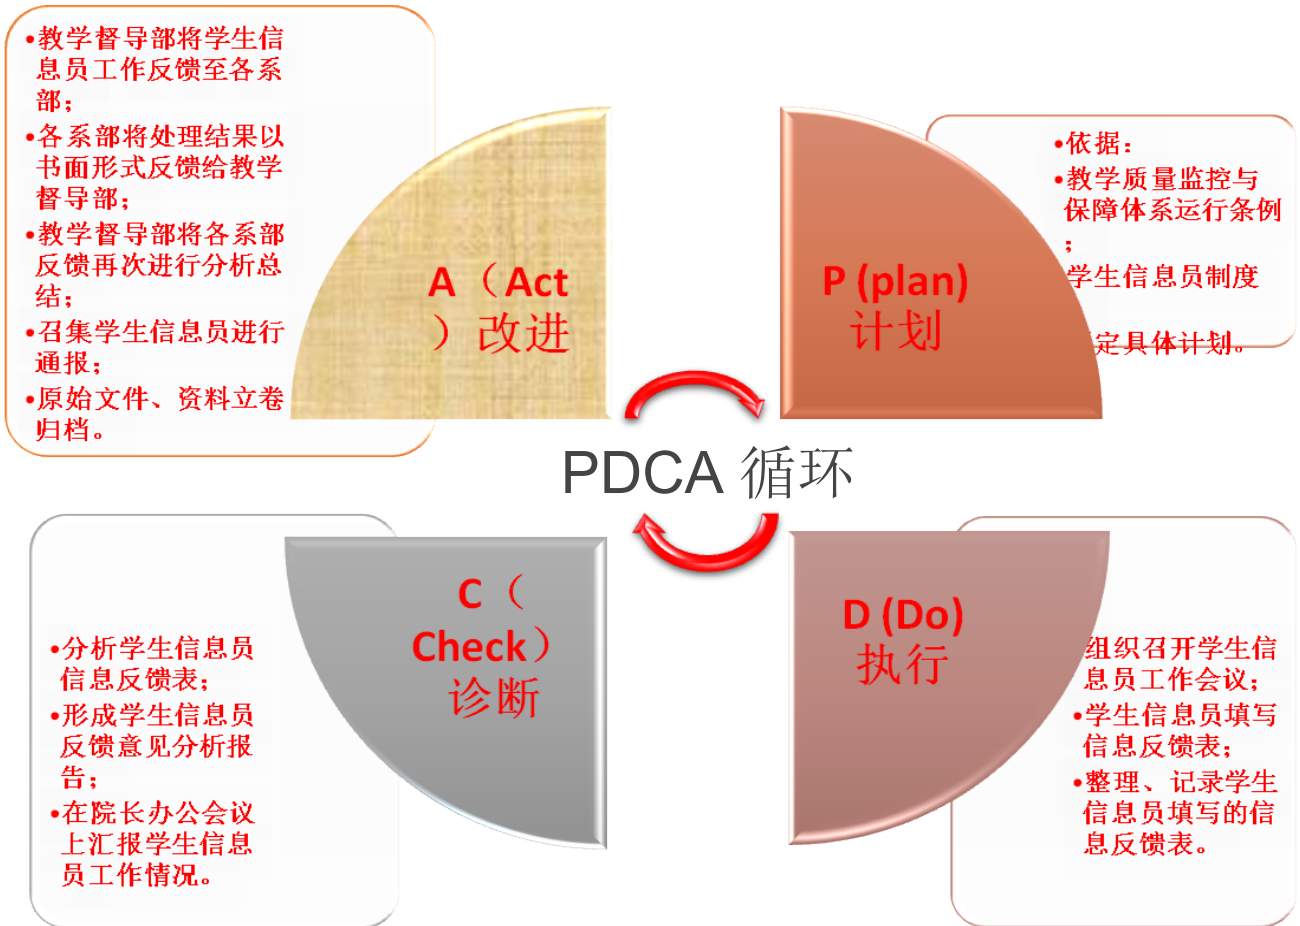 •教学督导部将学生信
息员工作反馈至各系
部；
•各系部将处理结果以
书面形式反馈给教学
督导部；
•教学督导部将各系部
反馈再次进行分析总
结；
•召集学生信息员进行
通报；
•原始文件、资料立卷
归档。
A（Act
）改进
P (plan)
计划
•依据：
•教学质量监控与
保障体系运行条例
；
学生信息员制度
定具体计划。
PDCA 循环
C（
Check）
诊断
•分析学生信息员
信息反馈表；
•形成学生信息员
反馈意见分析报
告；
•在院长办公会议
上汇报学生信息
员工作情况。
D (Do)
执行
组织召开学生信
息员工作会议；
•学生信息员填写
信息反馈表；
•整理、记录学生
信息员填写的信
息反馈表。